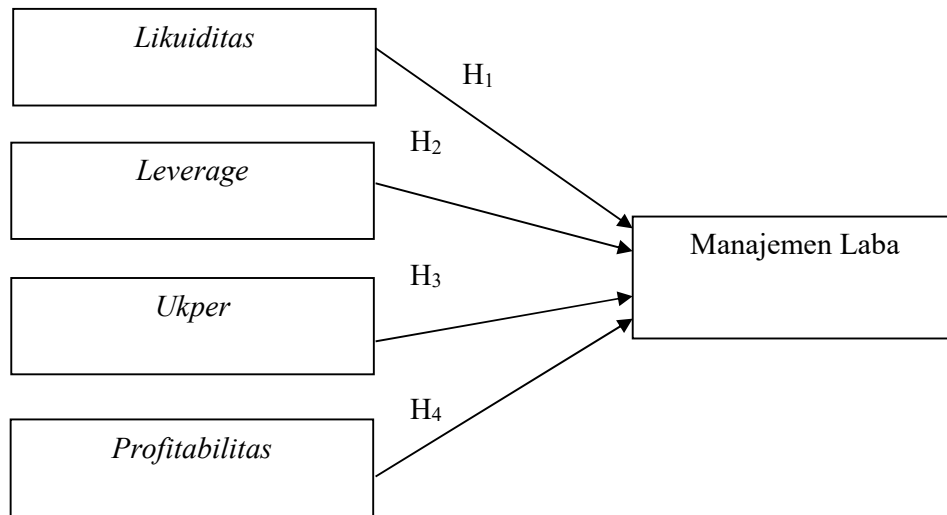 Likuiditas
H₁
H₂
Leverage
Manajemen Laba
H₃
Ukper
H₄
Profitabilitas